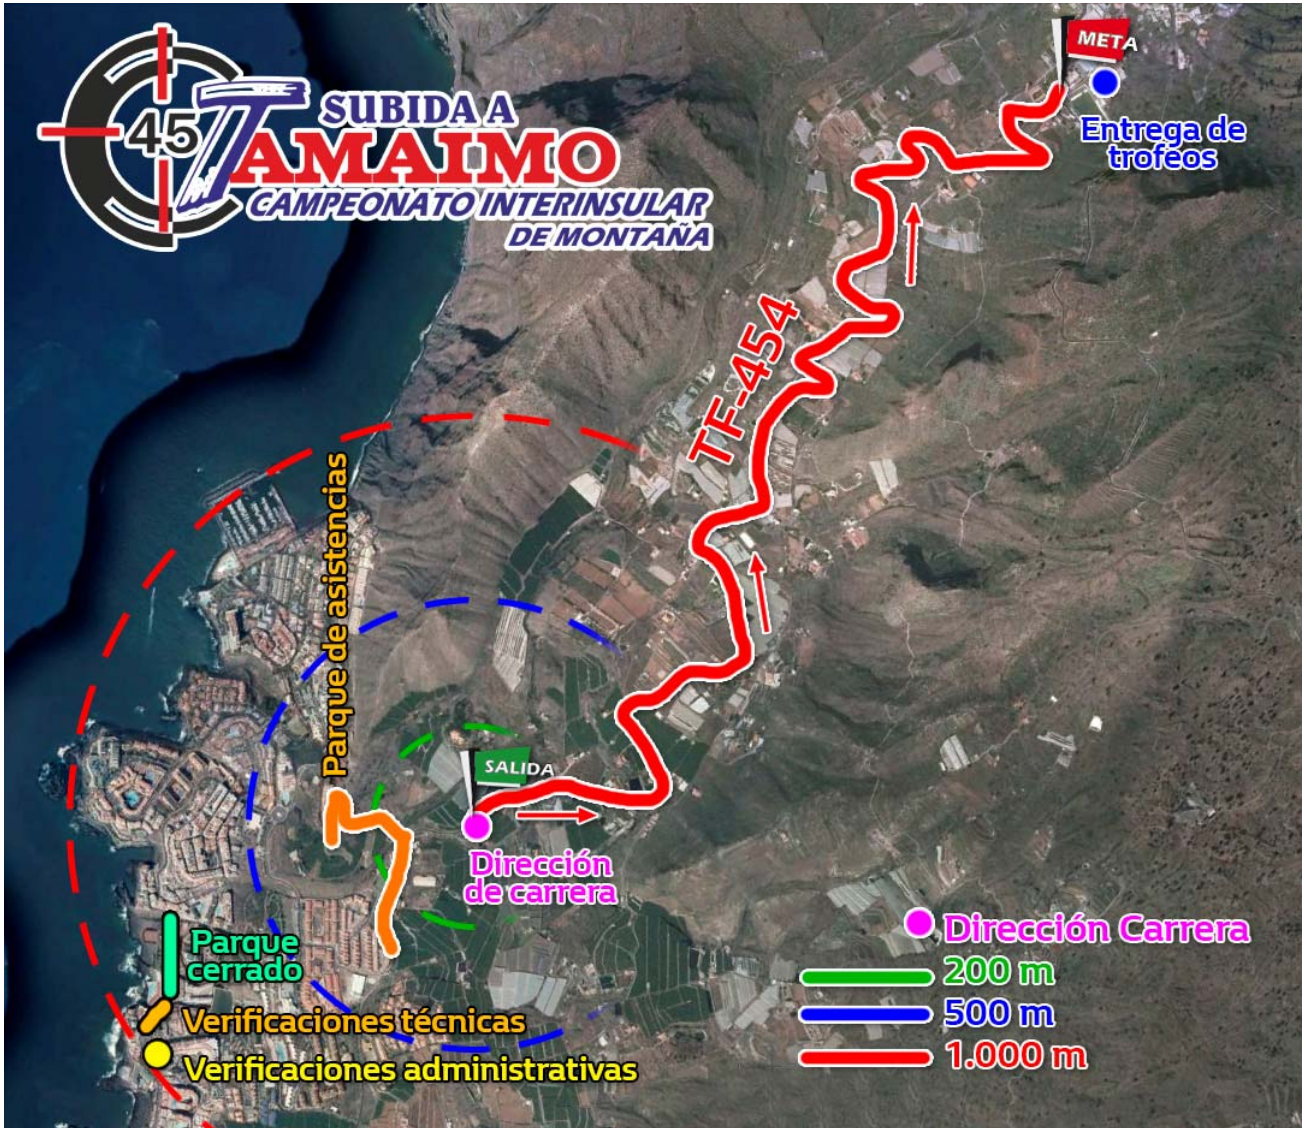 45
SUBIDA A
TAMAIMO
CAMPEONATO INTERINSULAR
DE MONTAÑA
META
Entrega de
trofeos
TF-454
Parque de asistencias
SALIDA
Dirección
de carrera
Parque
cerrado
Verificaciones técnicas
Verificaciones administrativas
Dirección Carrera
200 m
500 m
1.000 m